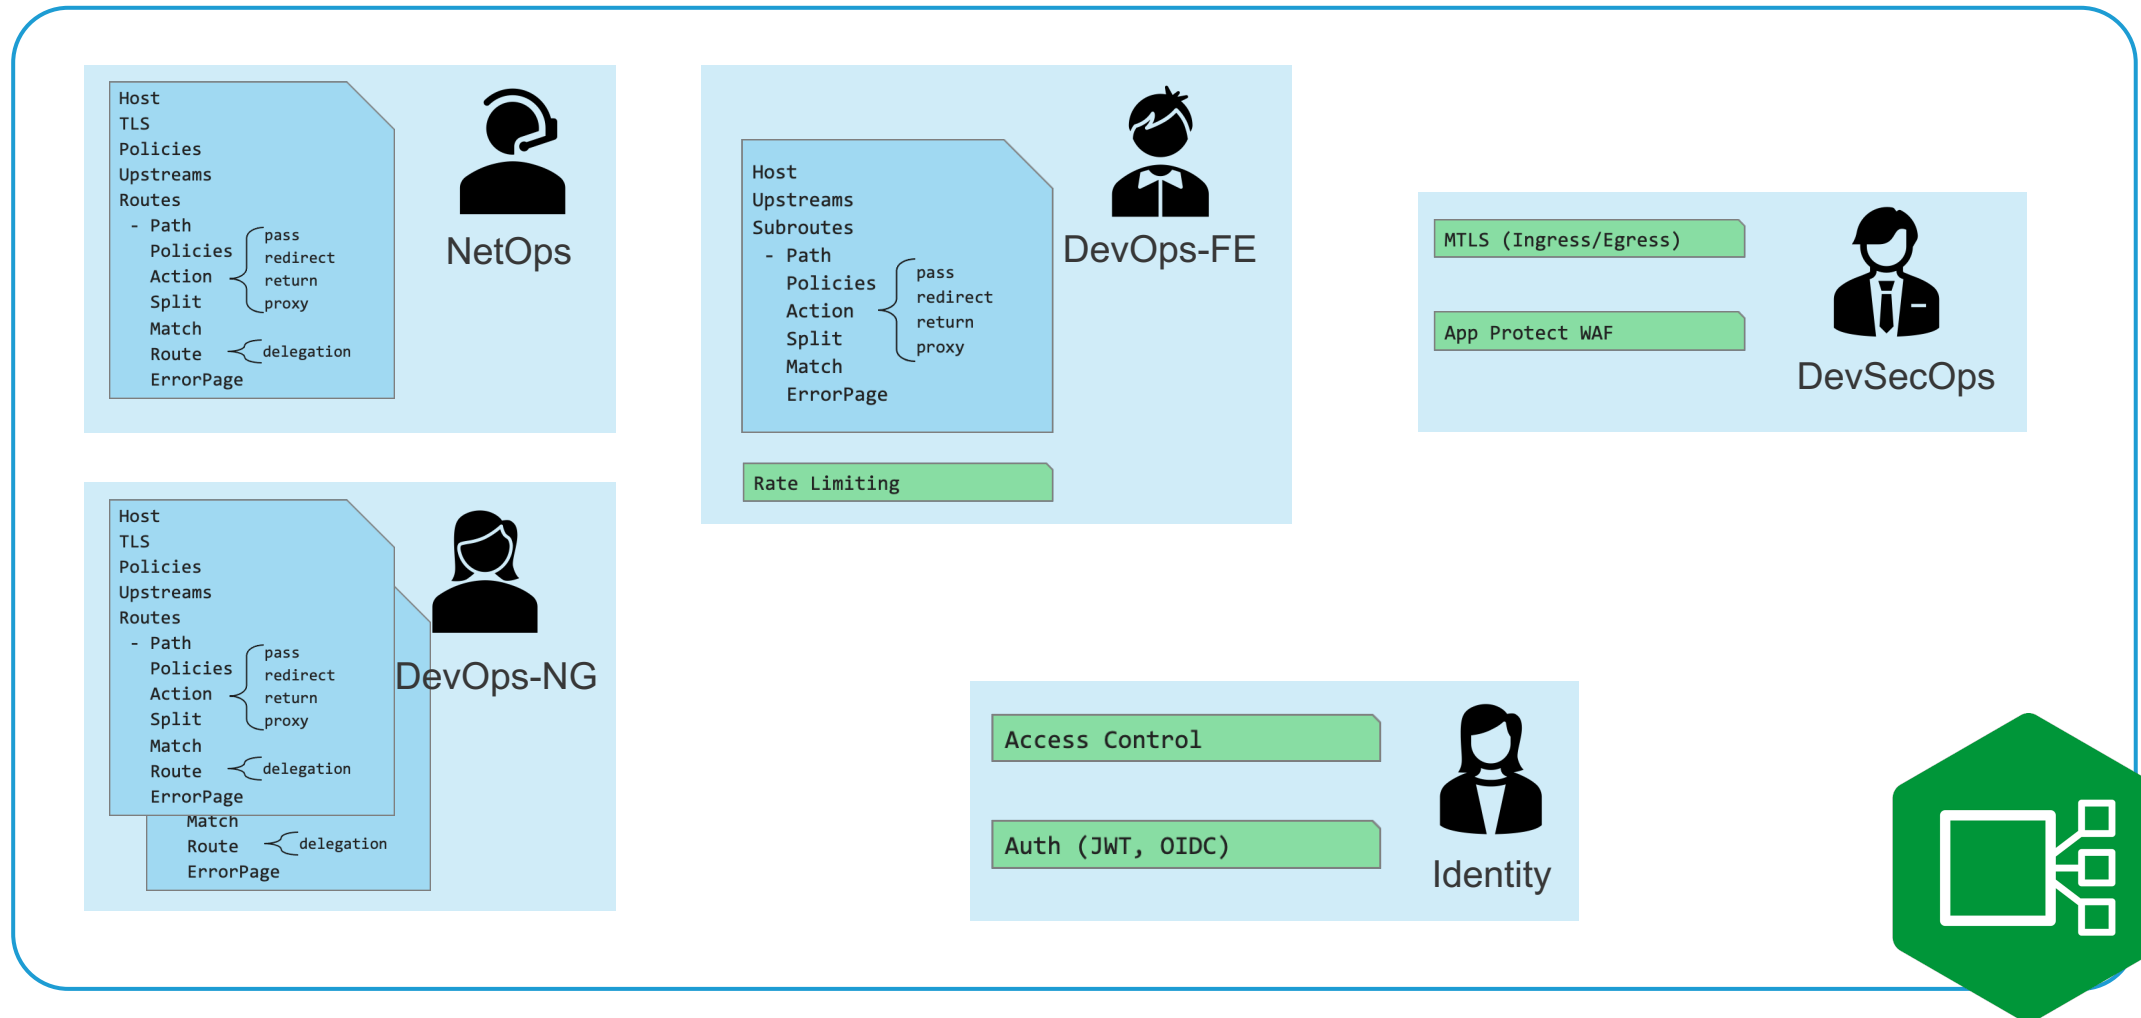 Host
TLS
Policies
Upstreams
Routes
- Path
Policies
Action
Split
Match
Route
ErrorPage
pass
redirect
return
proxy
delegation
NetOps
Host
Upstreams
Subroutes
- Path
Policies
Action
Split
Match
ErrorPage
pass
redirect
return
proxy
Rate Limiting
DevOps-FE
MTLS (Ingress/Egress)
App Protect WAF
DevSecOps
Host
TLS
Policies
Upstreams
Routes
- Path
Policies
Action
Split
Match
Route
ErrorPage
pass
redirect
return
proxy
delegation
Match
Route
delegation
ErrorPage
DevOps-NG
Access Control
Auth (JWT, OIDC)
Identity